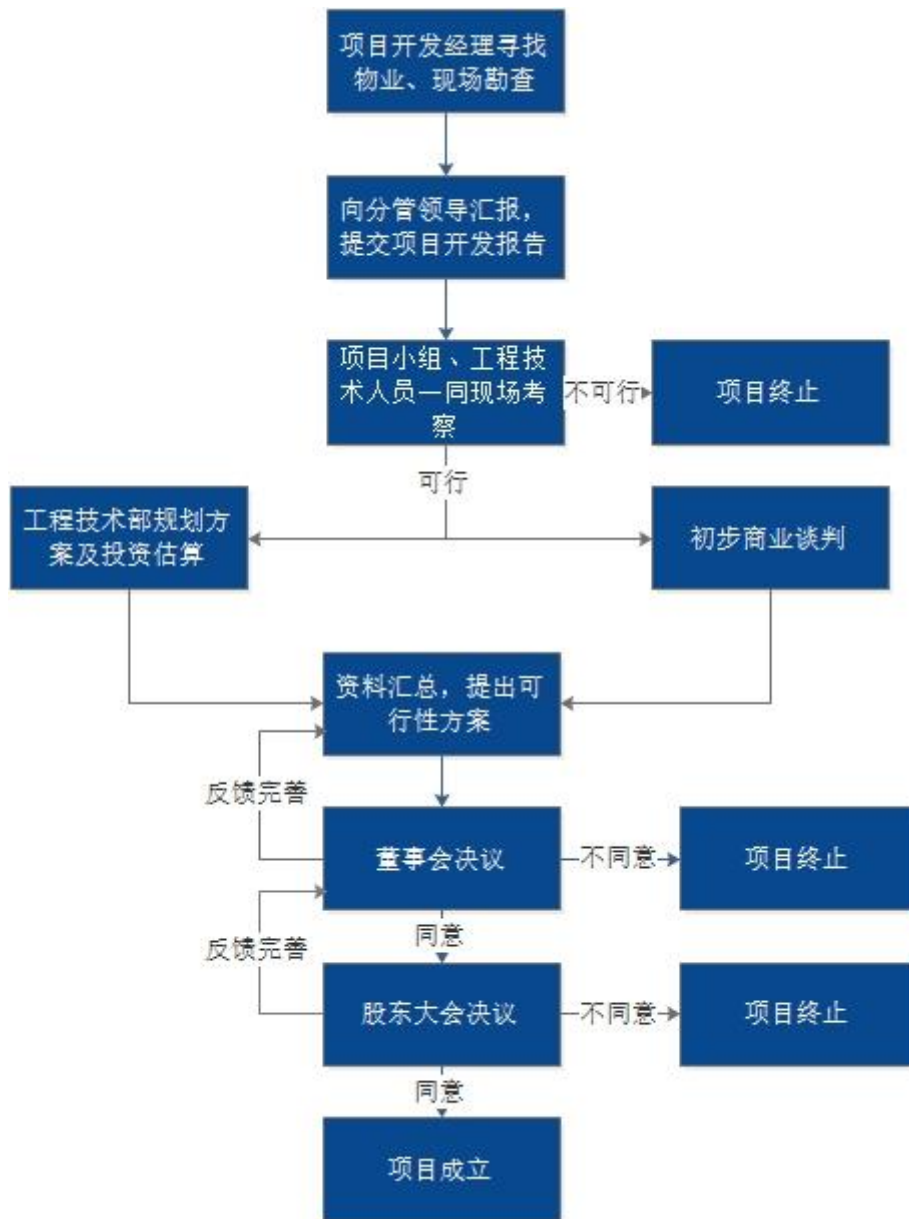 项目开发经理寻找
物业、现场勘查
向分管领导汇报，
提交项目开发报告
项目小组、工程技
术人员一同现场考
察
不可行
项目终止
可行
工程技术部规划方
案及投资估算
初步商业谈判
资料汇总，提出可
行性方案
反馈完善
董事会决议
不同意
项目终止
反馈完善
同意
股东大会决议
不同意
项目终止
同意
项目成立